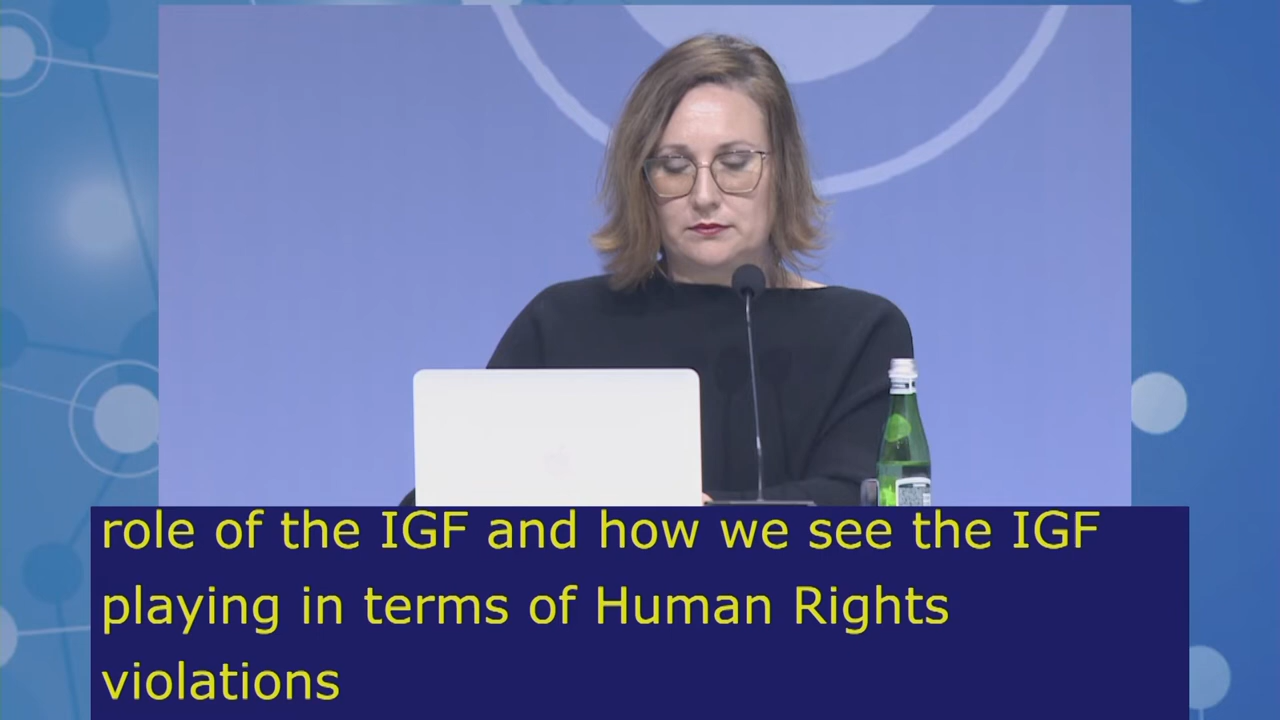 role of the IGF and how we see the IGF
playing in terms of Human Rights
violations